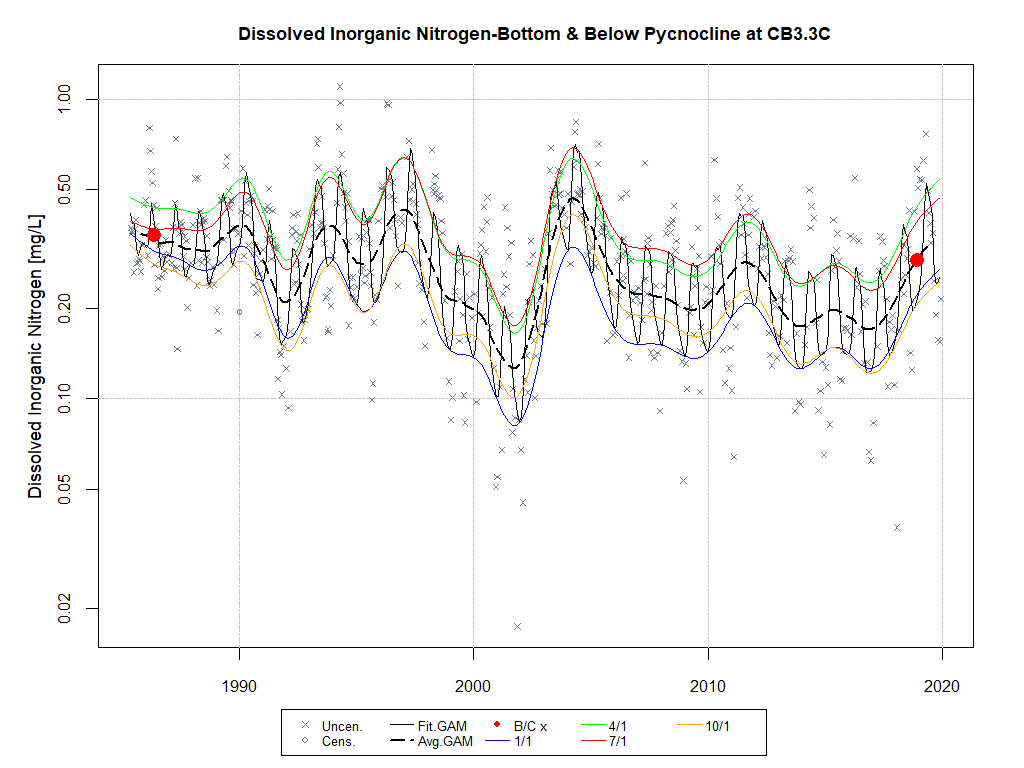 Dissolved Inorganic Nitrogen-Bottom & Below Pycnocline at CB3.3C
Dissolved Inorganic Nitrogen [mg/L]
1.00
0.50
0.20
0.10
0.05
0.02
1990 2000 2010 2020
Uncen. Fit.GAM B/C x 4/1 10/1
Cens. Avg.GAM 1/1 7/1